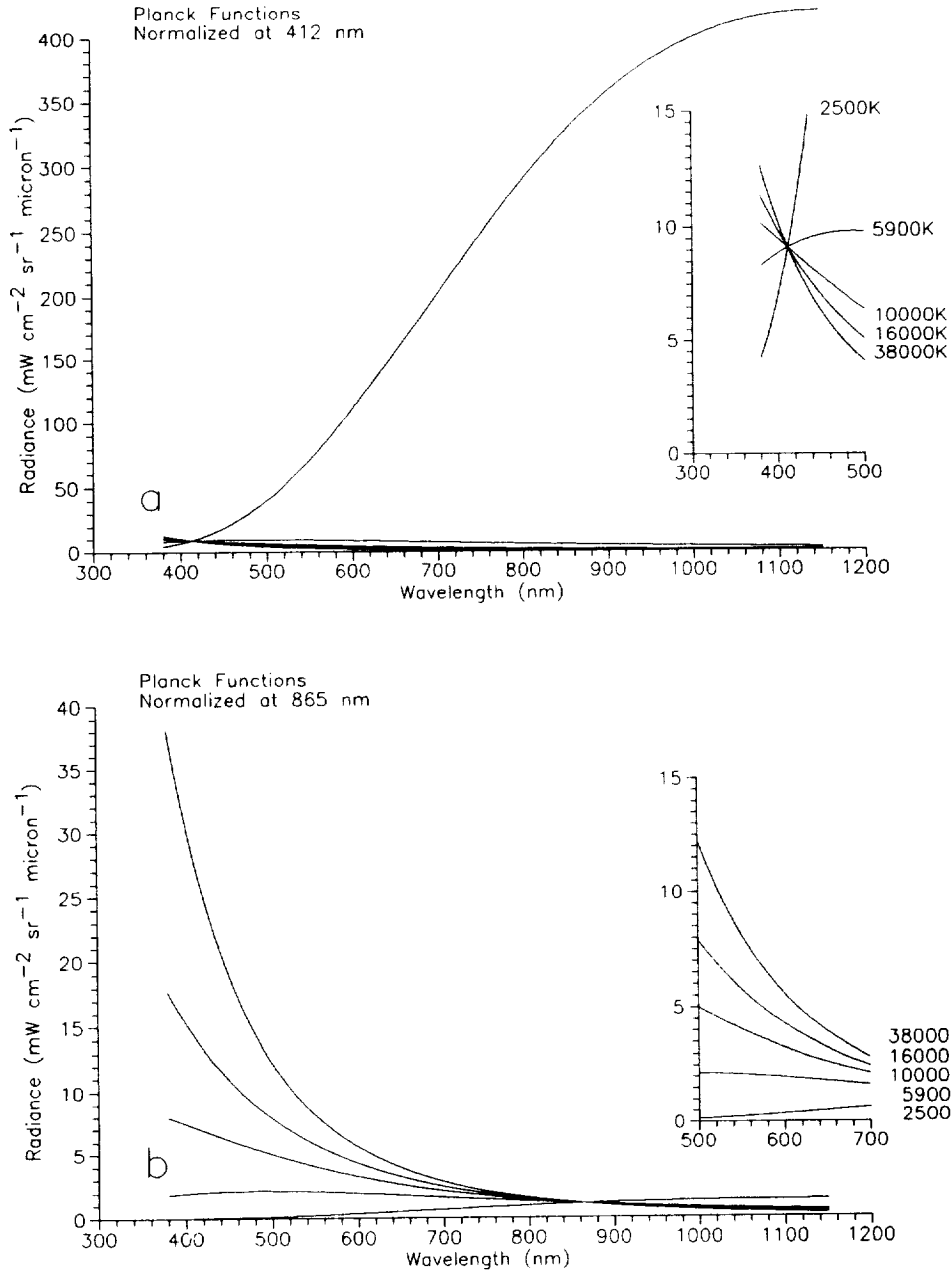 Planck Functions
Normalized at 412 nm
400
350
300
250
200
150
100
50
0
Radiance (mW cm−2 sr−1 micron−1)
a
300 400 500 600 700 800 900 1000 1100 1200
Wavelength (nm)
15
10
5
0
300 400 500
2500K
5900K
10000K
16000K
38000K
Planck Functions
Normalized at 865 nm
40
35
30
25
20
15
10
5
0
Radiance (mW cm−2 sr−1 micron−1)
b
300 400 500 600 700 800 900 1000 1100 1200
Wavelength (nm)
15
10
5
0
500 600 700
38000
16000
10000
5900
2500